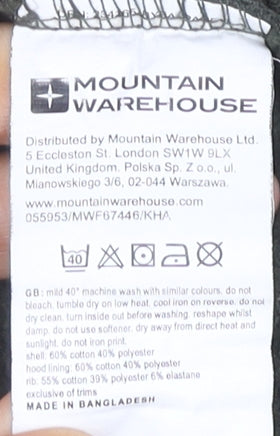 MOUNTAIN
WAREHOUSE
Distributed by Mountain Warehouse Ltd.
5 Eccleston St. London SW1W 9LX
United Kingdom. Polska Sp. Z o.o., ul.
Mianowskiego 3/6, 02-044 Warszawa.
www.mountainwarehouse.com
055953/MWF67446/KHA
40
GB: mild 40° machine wash with similar colours. do not
bleach. tumble dry on low heat. cool iron on reverse. do not
dry clean. turn inside out before washing. reshape whilst
damp. do not use softener. dry away from direct heat and
sunlight. do not iron print.
shell: 60% cotton 40% polyester
hood lining: 60% cotton 40% polyester
rib: 55% cotton 39% polyester 6% elastane
exclusive of trims
MADE IN BANGLADESH